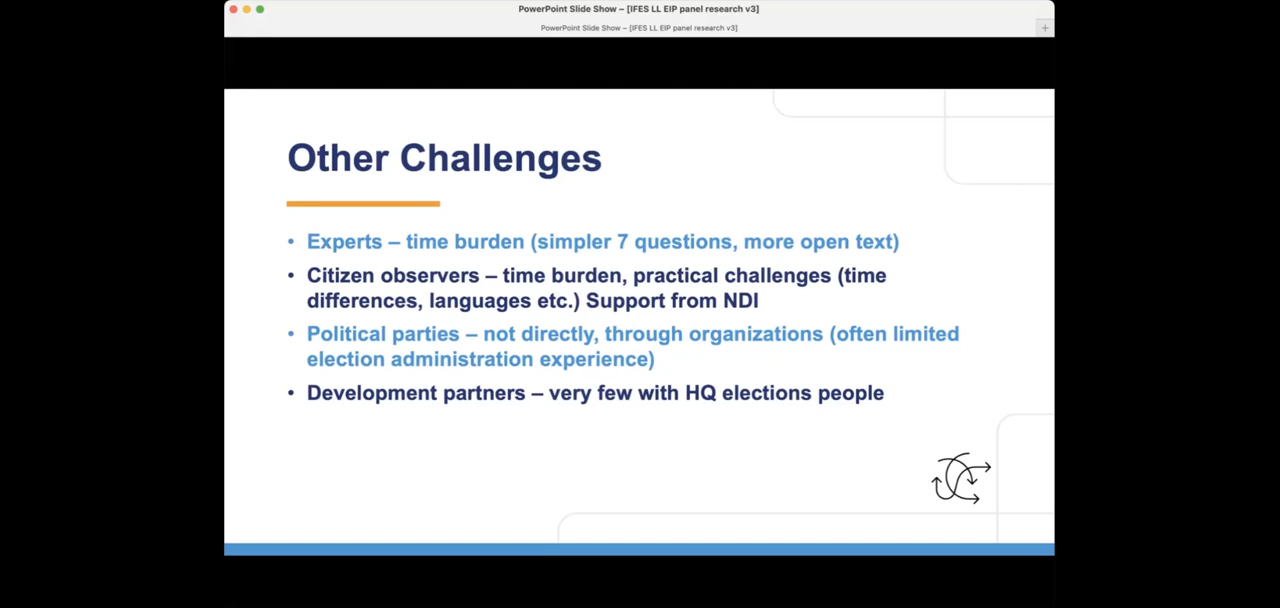 PowerPoint Slide Show – [IFES LL EIP panel research v3]
PowerPoint Slide Show – [IFES LL EIP panel research v3]
Other Challenges
• Experts – time burden (simpler 7 questions, more open text)
• Citizen observers – time burden, practical challenges (time
differences, languages etc.) Support from NDI
• Political parties – not directly, through organizations (often limited
election administration experience)
• Development partners – very few with HQ elections people